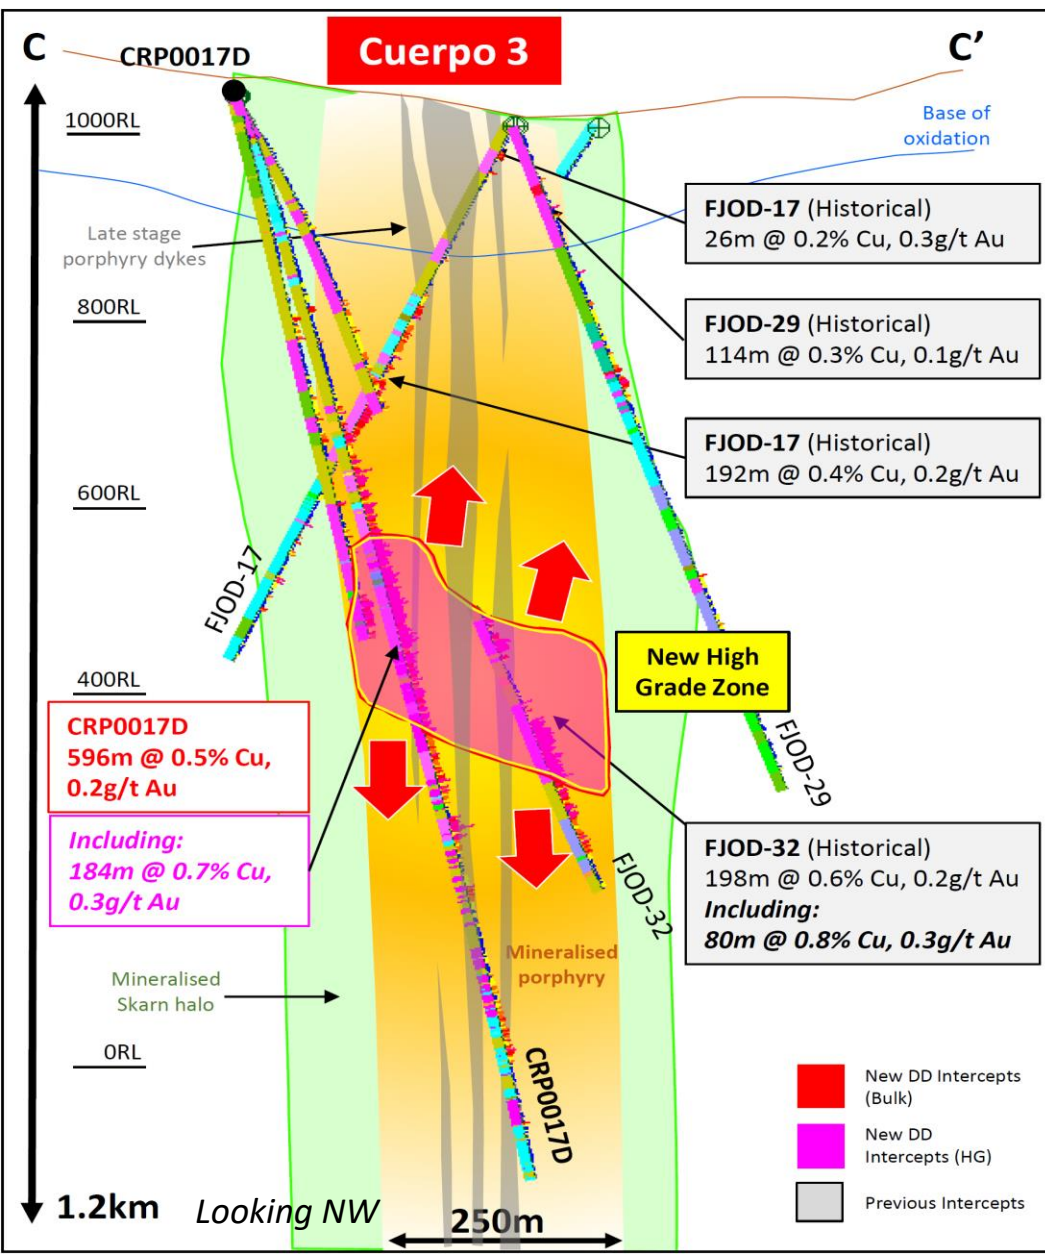 C
CRP0017D
Cuerpo 3
C’
1000RL
Base of
oxidation
FJOD-17 (Historical)
26m @ 0.2% Cu, 0.3g/t Au
Late stage
porphyry dykes
800RL
FJOD-29 (Historical)
114m @ 0.3% Cu, 0.1g/t Au
FJOD-17 (Historical)
192m @ 0.4% Cu, 0.2g/t Au
600RL
FJOD-17
New High
Grade Zone
400RL
CRP0017D
596m @ 0.5% Cu,
0.2g/t Au
FJOD-29
Including:
184m @ 0.7% Cu,
0.3g/t Au
FJOD-32
FJOD-32 (Historical)
198m @ 0.6% Cu, 0.2g/t Au
Including:
80m @ 0.8% Cu, 0.3g/t Au
Mineralised
porphyry
Mineralised
Skarn halo
0RL
CRP0017D
New DD Intercepts
(Bulk)
New DD
Intercepts (HG)
Previous Intercepts
1.2km
Looking NW
250m